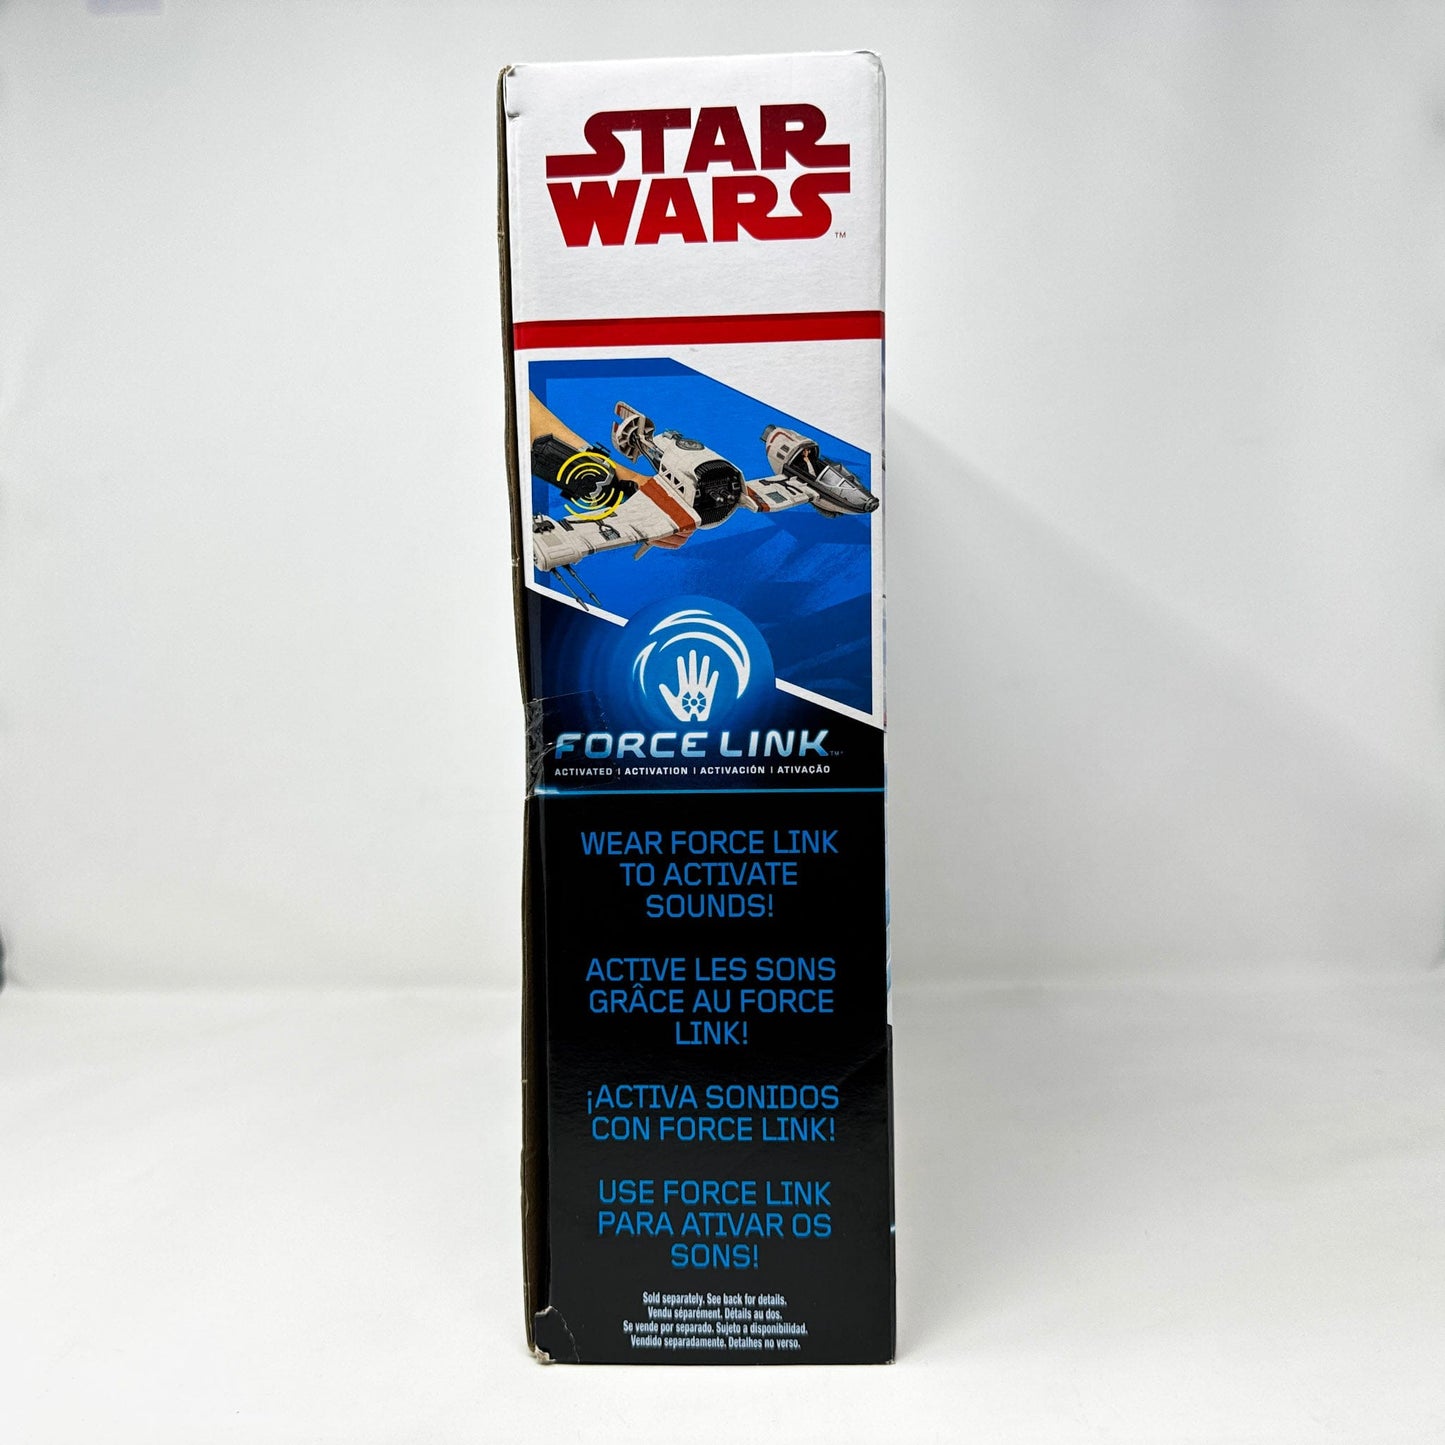 STAR
WARS™
FORCE LINK™
ACTIVATED | ACTIVATION | ACTIVACIÓN | ATIVAÇÃO
WEAR FORCE LINK
TO ACTIVATE
SOUNDS!
ACTIVE LES SONS
GRÂCE AU FORCE
LINK!
¡ACTIVA SONIDOS
CON FORCE LINK!
USE FORCE LINK
PARA ATIVAR OS
SONS!
Sold separately. See back for details.
Vendu séparément. Détails au dos.
Se vende por separado. Sujeto a disponibilidad.
Vendido separadamente. Detalhes no verso.